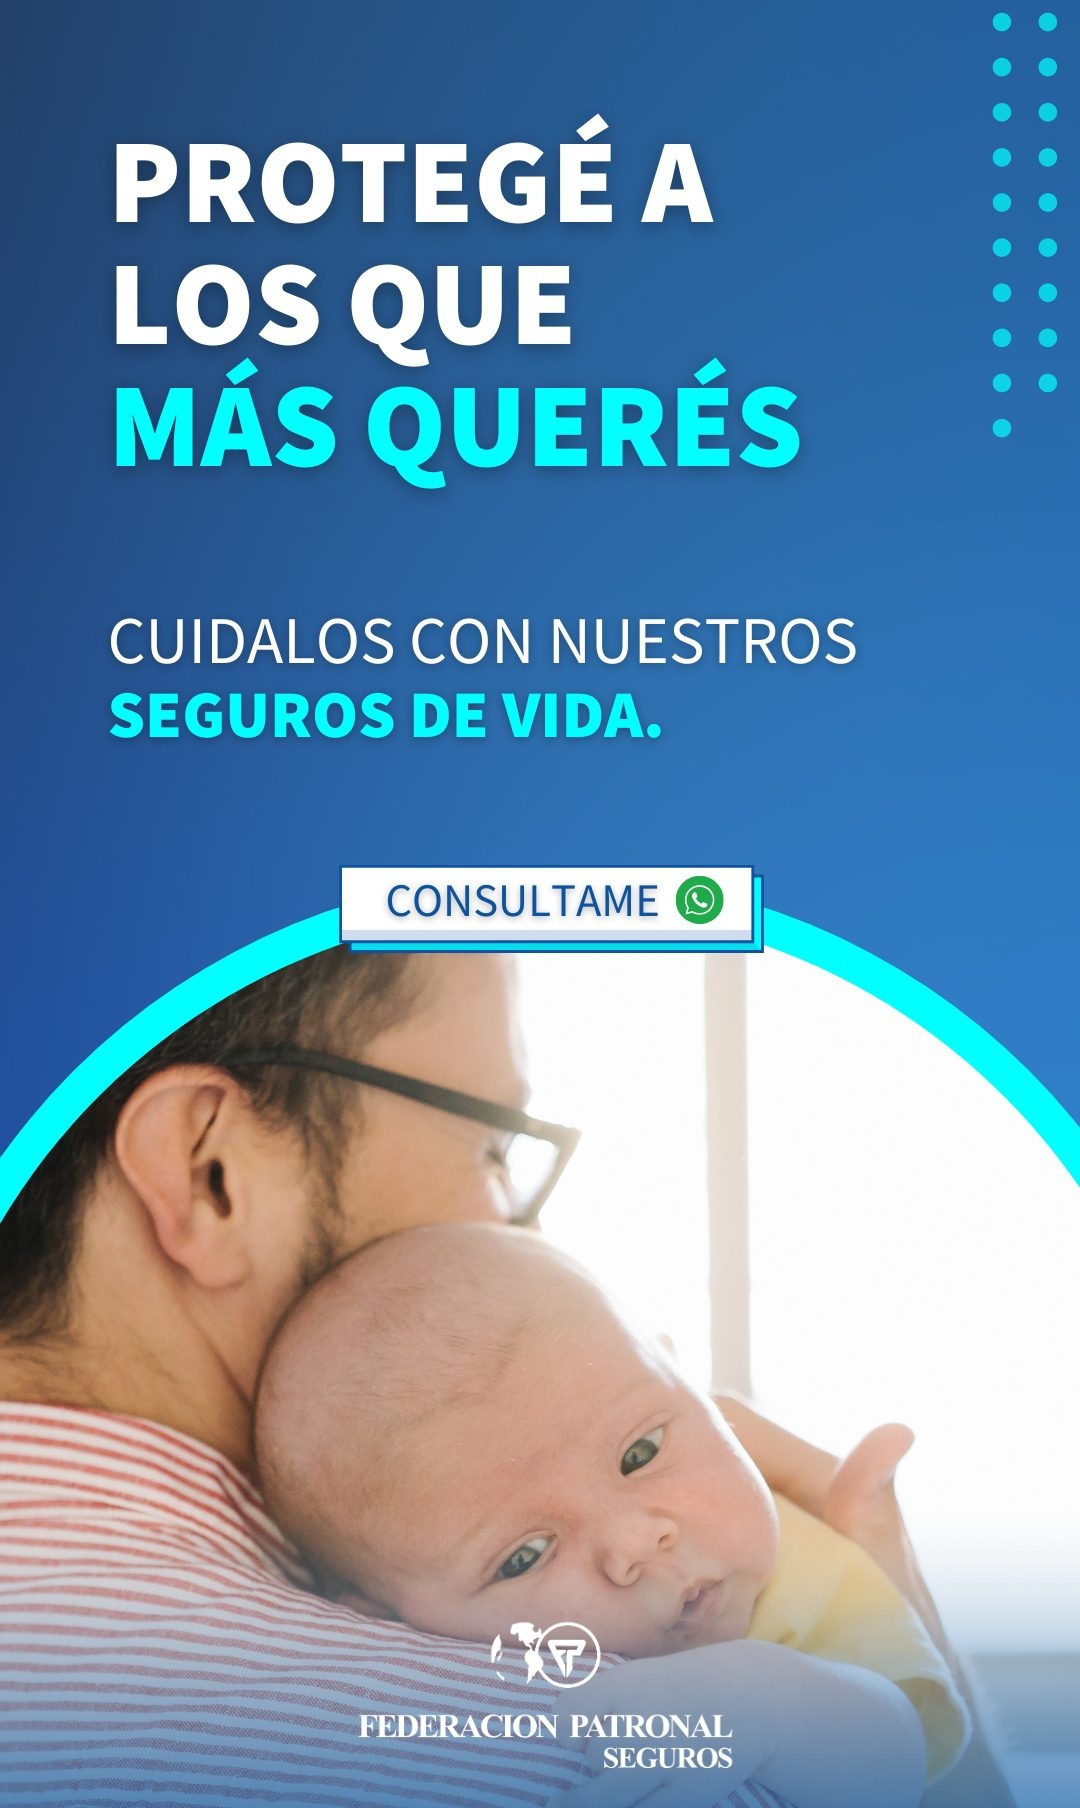 PROTEGÉ A
LOS QUE
MÁS QUERÉS
CUIDALOS CON NUESTROS
SEGUROS DE VIDA.
CONSULTAME
FEDERACION PATRONAL
SEGUROS